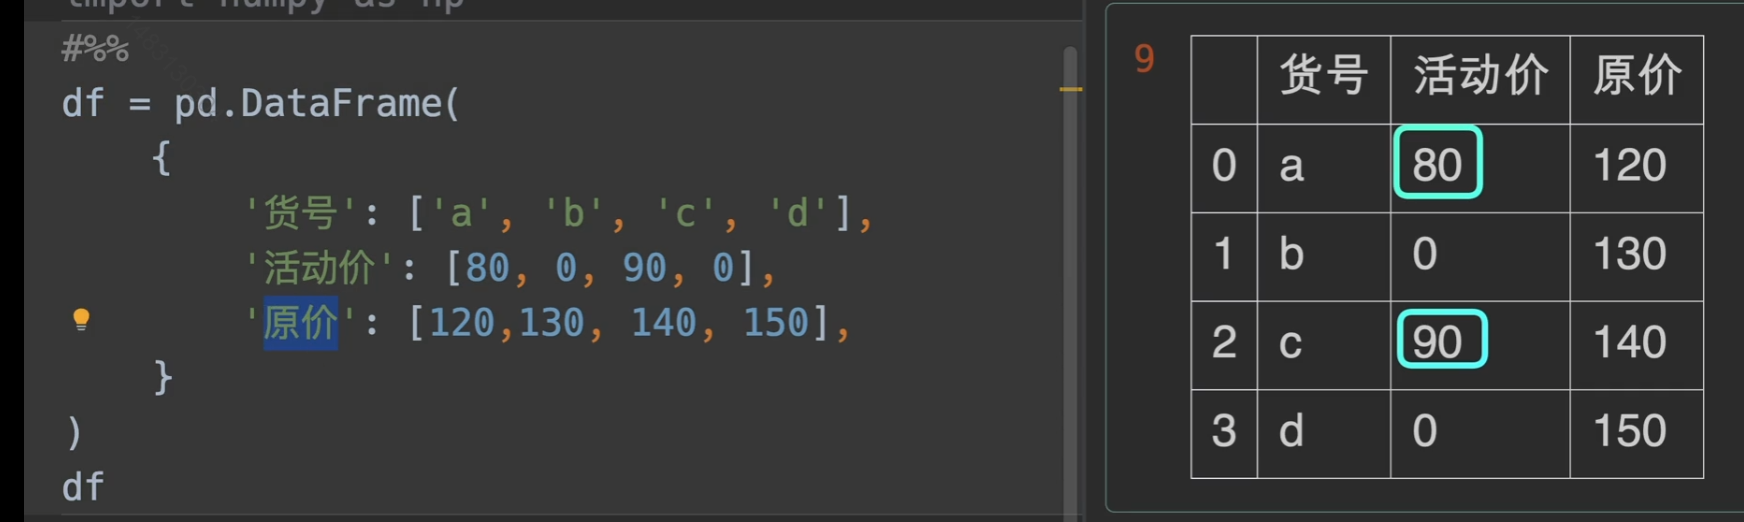 import numpy as np
#%%
df = pd.DataFrame(
{
'货号': ['a', 'b', 'c', 'd'],
'活动价': [80, 0, 90, 0],
'原价': [120,130, 140, 150],
}
)
df
9
货号 活动价 原价
0 a 80 120
1 b 0 130
2 c 90 140
3 d 0 150